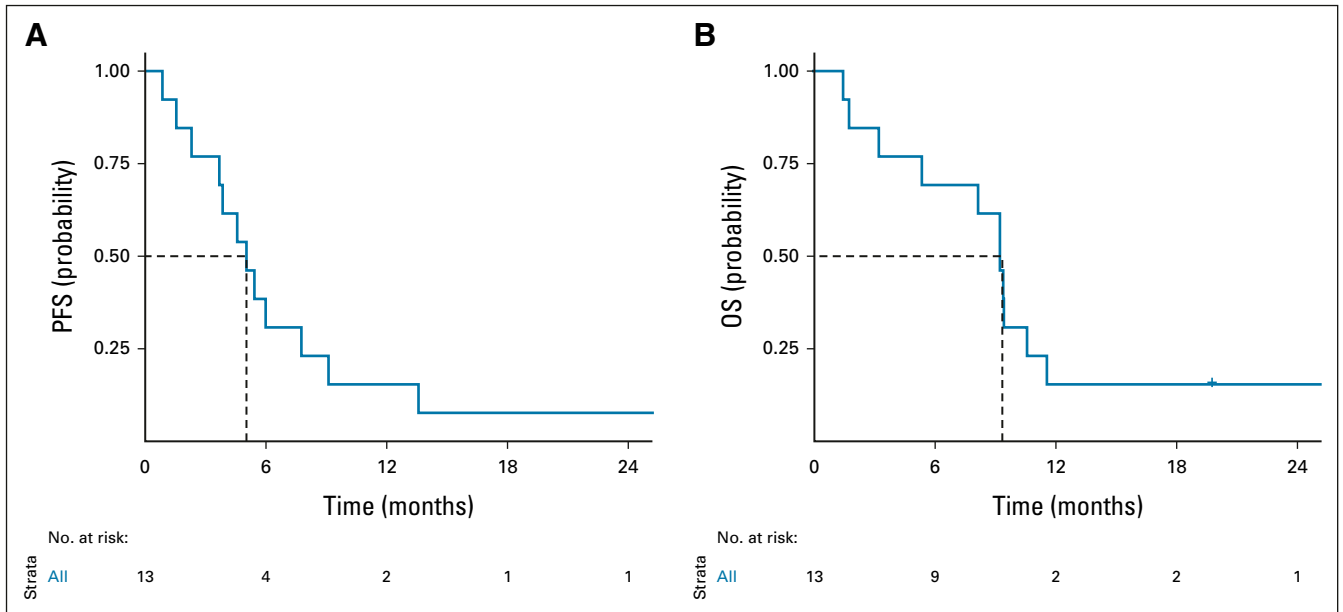 A
PFS (probability)
1.00
0.75
0.50
0.25
0 6 12 18 24
Time (months)
No. at risk:
Strata
All 13 4 2 1 1
B
OS (probability)
1.00
0.75
0.50
0.25
0 6 12 18 24
Time (months)
No. at risk:
Strata
All 13 9 2 2 1